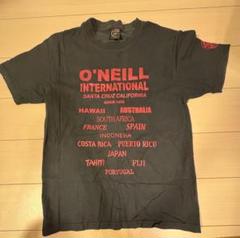 O'NEILL
INTERNATIONAL
SANTA CRUZ CALIFORNIA
HAWAII AUSTRALIA
SOUTH AFRICA
FRANCE SPAIN
INDONESIA
COSTA RICA PUERTO RICO
JAPAN
TAHITI FIJI
PORTUGAL